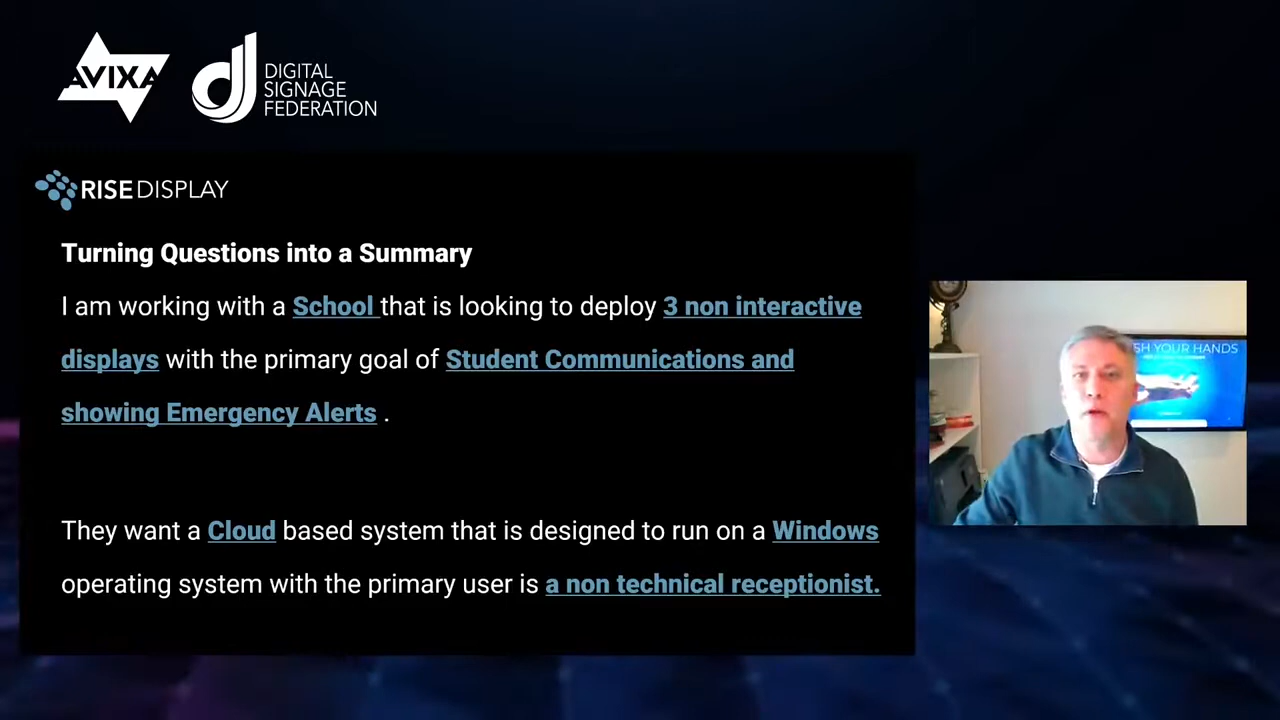 AVIXA
DIGITAL
SIGNAGE
FEDERATION
RISEDISPLAY
Turning Questions into a Summary
I am working with a School that is looking to deploy 3 non interactive
displays with the primary goal of Student Communications and
showing Emergency Alerts .
They want a Cloud based system that is designed to run on a Windows
operating system with the primary user is a non technical receptionist.
YOUR HANDS